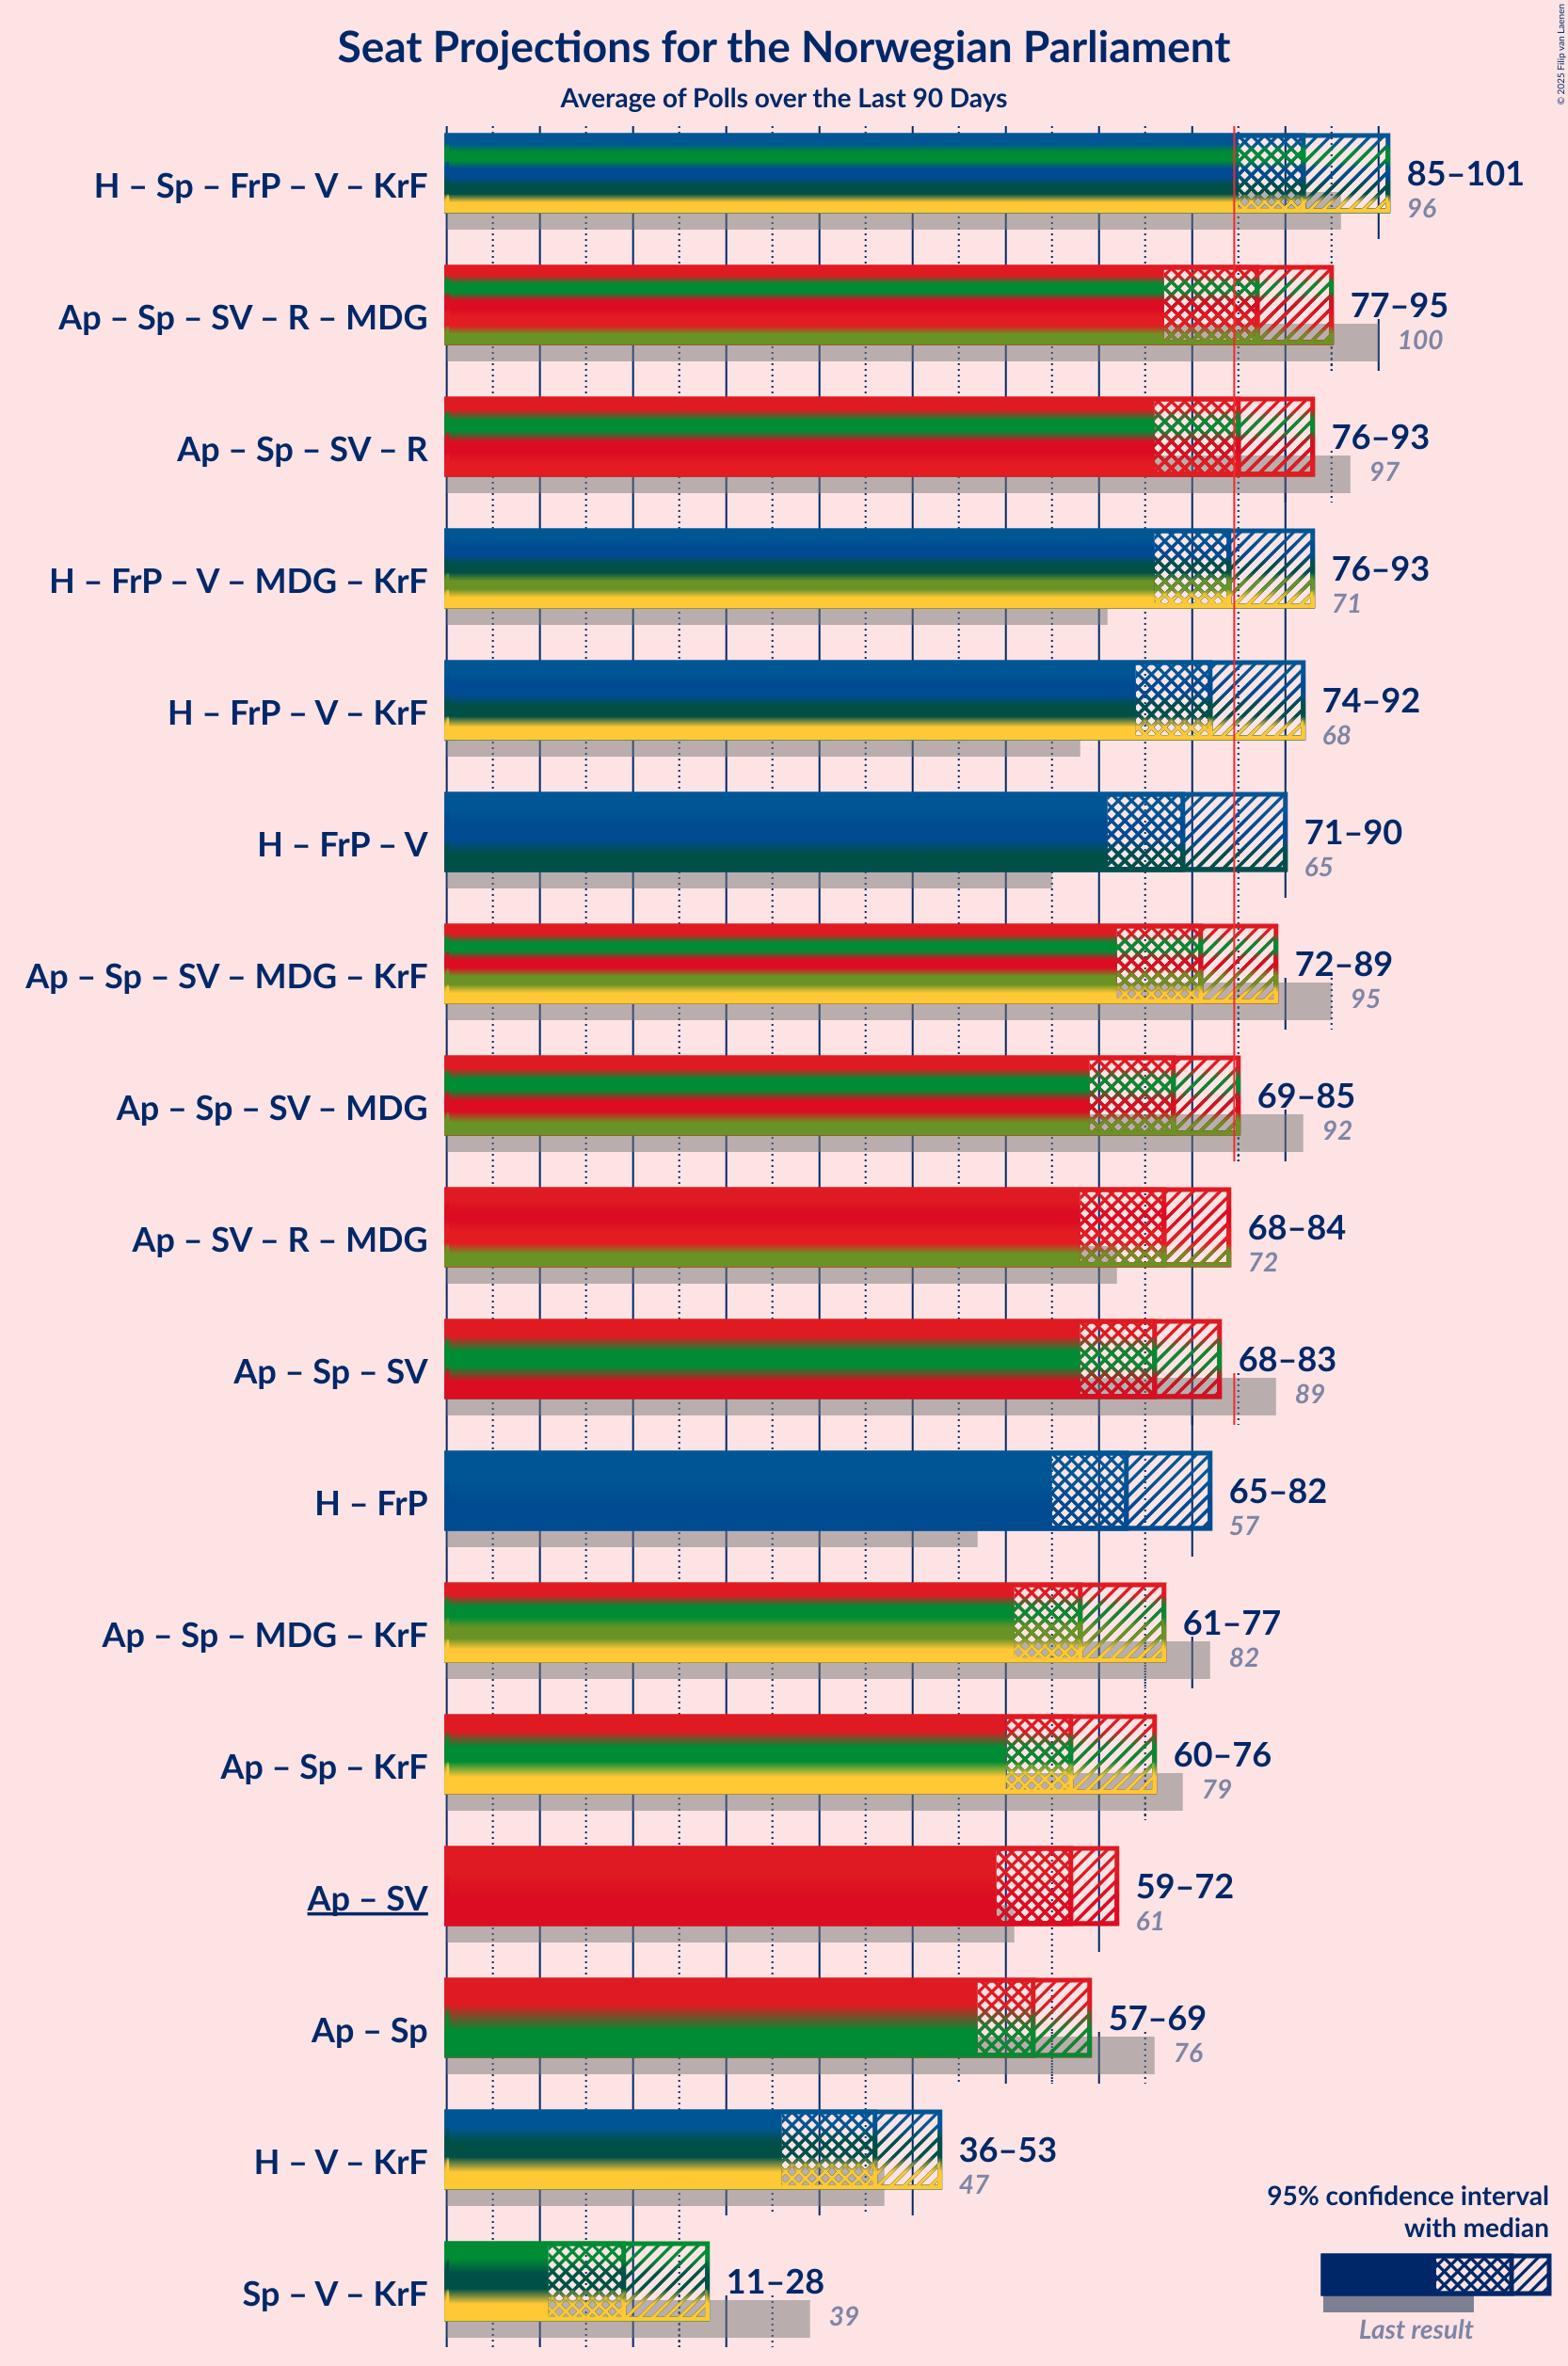 Seat Projections for the Norwegian Parliament
Average of Polls over the Last 90 Days
© 2025 Filip van Laenen
H – Sp – FrP – V – KrF
85–101
96
Ap – Sp – SV – R – MDG
77–95
100
Ap – Sp – SV – R
76–93
97
H – FrP – V – MDG – KrF
76–93
71
H – FrP – V – KrF
74–92
68
H – FrP – V
71–90
65
Ap – Sp – SV – MDG – KrF
72–89
95
Ap – Sp – SV – MDG
69–85
92
Ap – SV – R – MDG
68–84
72
Ap – Sp – SV
68–83
89
H – FrP
65–82
57
Ap – Sp – MDG – KrF
61–77
82
Ap – Sp – KrF
60–76
79
Ap – SV
59–72
61
Ap – Sp
57–69
76
H – V – KrF
36–53
47
Sp – V – KrF
11–28
39
95% confidence interval
with median
Last result